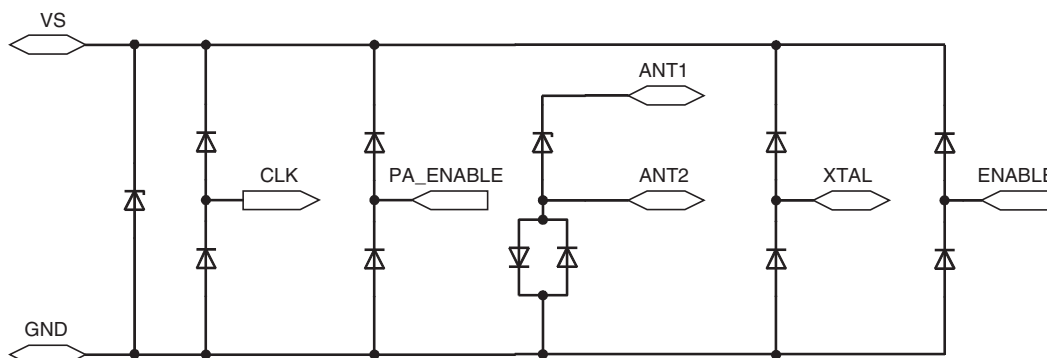 VS
ANT1
CLK
PA_ENABLE
ANT2
XTAL
ENABLE
GND